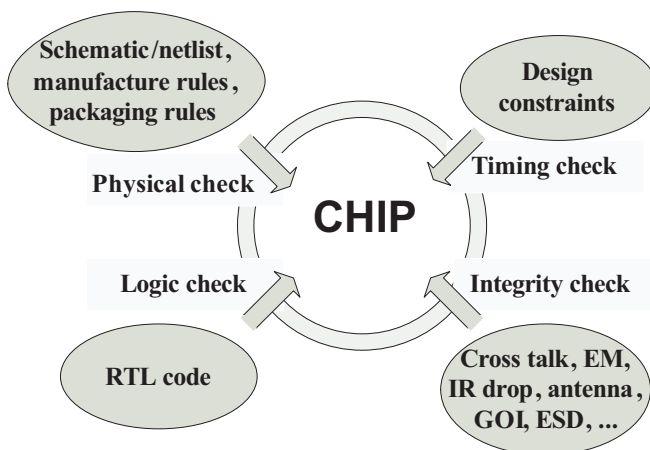 Schematic/netlist,
manufacture rules,
packaging rules
Design
constraints
Physical check
Timing check
CHIP
Logic check
Integrity check
RTL code
Cross talk, EM,
IR drop, antenna,
GOI, ESD, ...